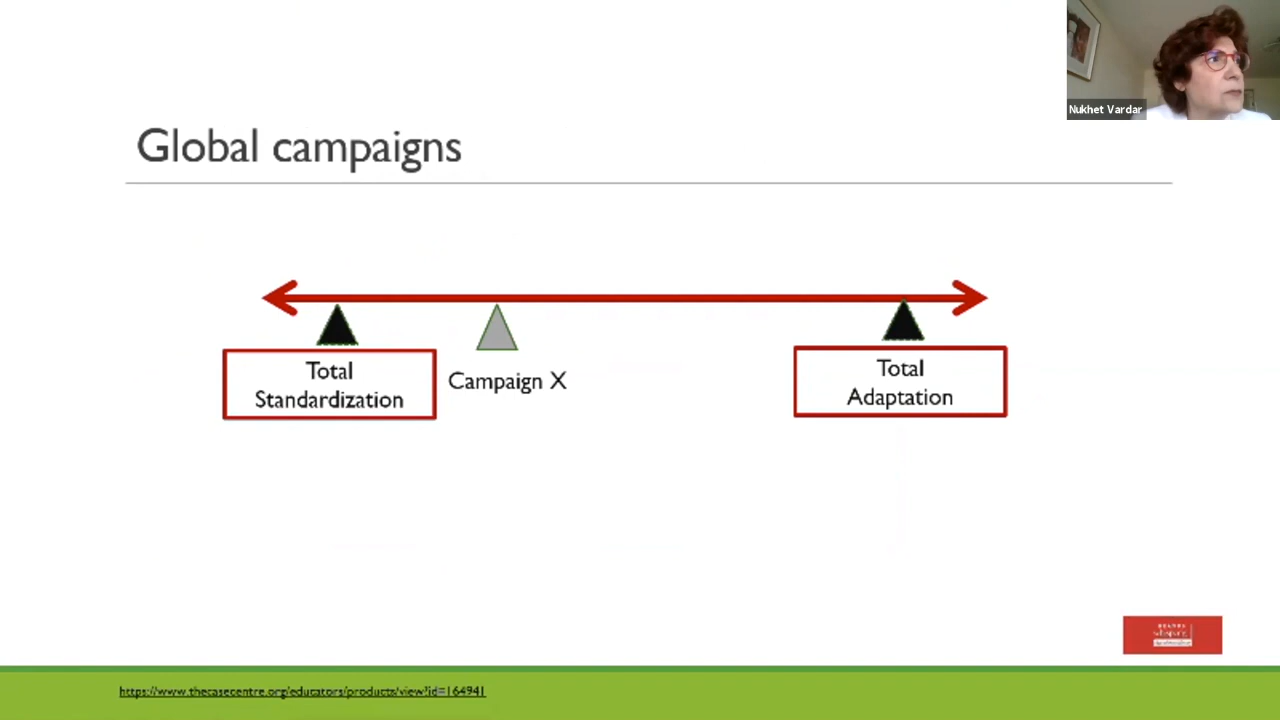 Nukhet Vardar
Global campaigns
Total
Standardization
Campaign X
Total
Adaptation
https://www.thecasecentre.org/educators/products/view?id=164941